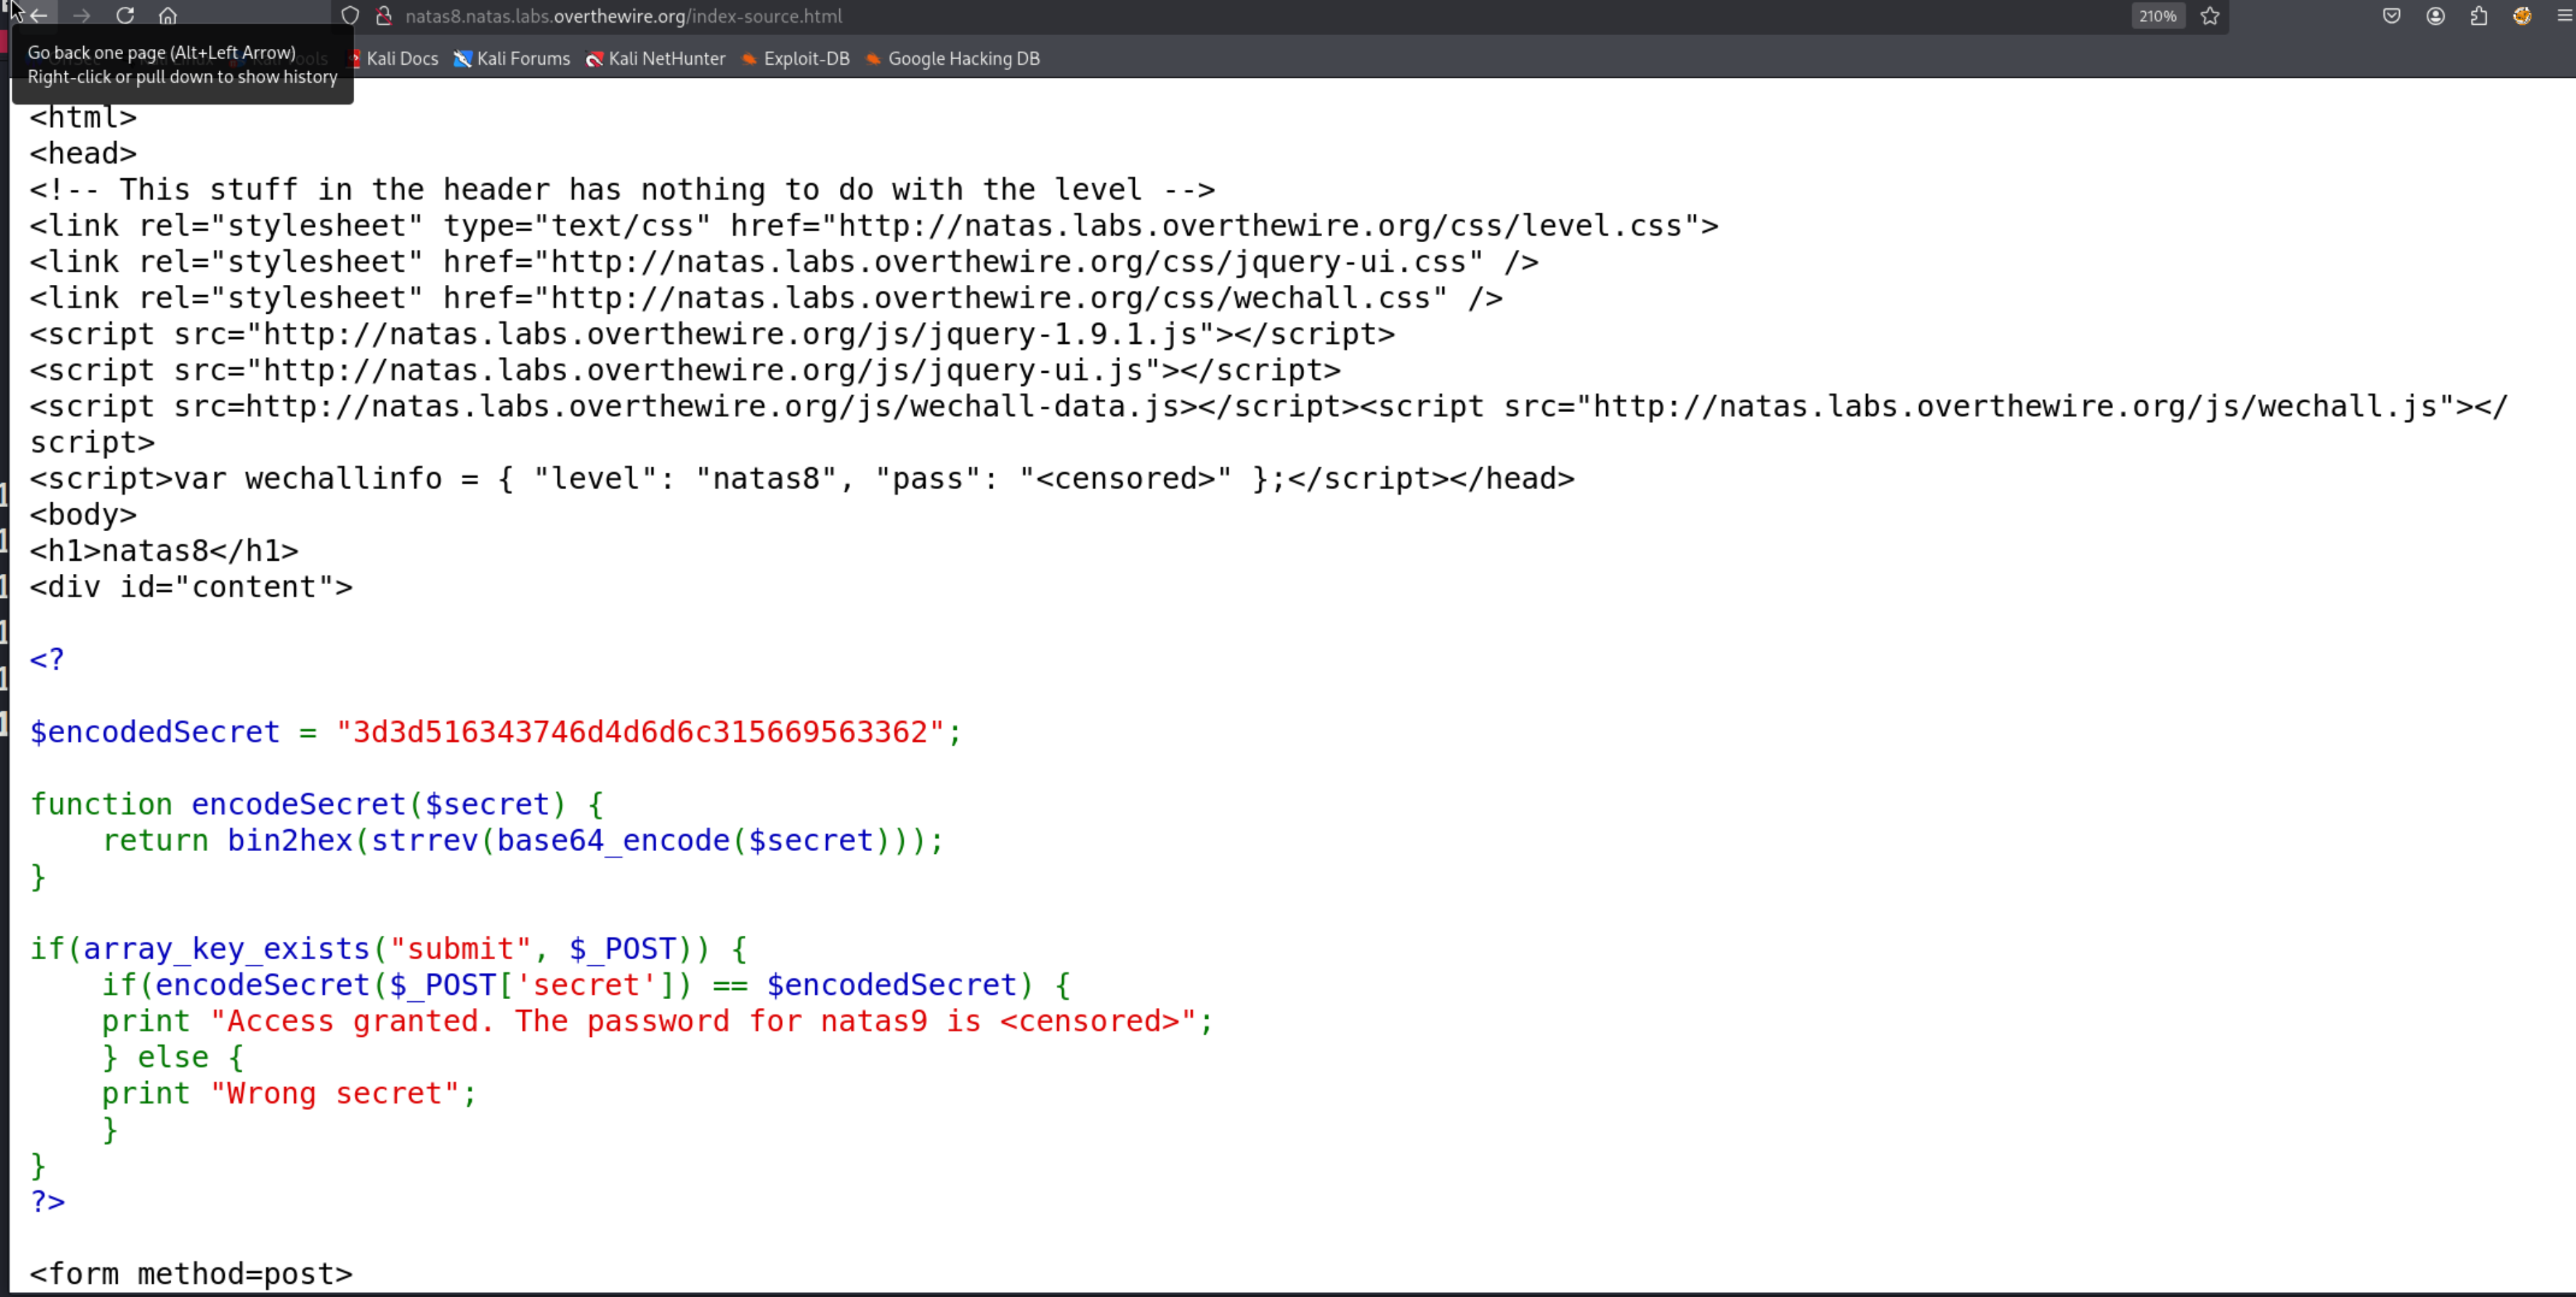 natas8.natas.labs.overthewire.org/index-source.html
210%
Go back one page (Alt+Left Arrow)
Right-click or pull down to show history
Kali Docs
Kali Forums
Kali NetHunter
Exploit-DB
Google Hacking DB
<html>
<head>
<!-- This stuff in the header has nothing to do with the level -->
<link rel="stylesheet" type="text/css" href="http://natas.labs.overthewire.org/css/level.css">
<link rel="stylesheet" href="http://natas.labs.overthewire.org/css/jquery-ui.css" />
<link rel="stylesheet" href="http://natas.labs.overthewire.org/css/wechall.css" />
<script src="http://natas.labs.overthewire.org/js/jquery-1.9.1.js"></script>
<script src="http://natas.labs.overthewire.org/js/jquery-ui.js"></script>
<script src=http://natas.labs.overthewire.org/js/wechall-data.js></script><script src="http://natas.labs.overthewire.org/js/wechall.js"></
script>
<script>var wechallinfo = { "level": "natas8", "pass": "<censored>" };</script></head>
<body>
<h1>natas8</h1>
<div id="content">
<?
$encodedSecret = "3d3d516343746d4d6d6c315669563362";
function encodeSecret($secret) {
    return bin2hex(strrev(base64_encode($secret)));
}
if(array_key_exists("submit", $_POST)) {
    if(encodeSecret($_POST['secret']) == $encodedSecret) {
    print "Access granted. The password for natas9 is <censored>";
    } else {
    print "Wrong secret";
    }
}
?>
<form method=post>